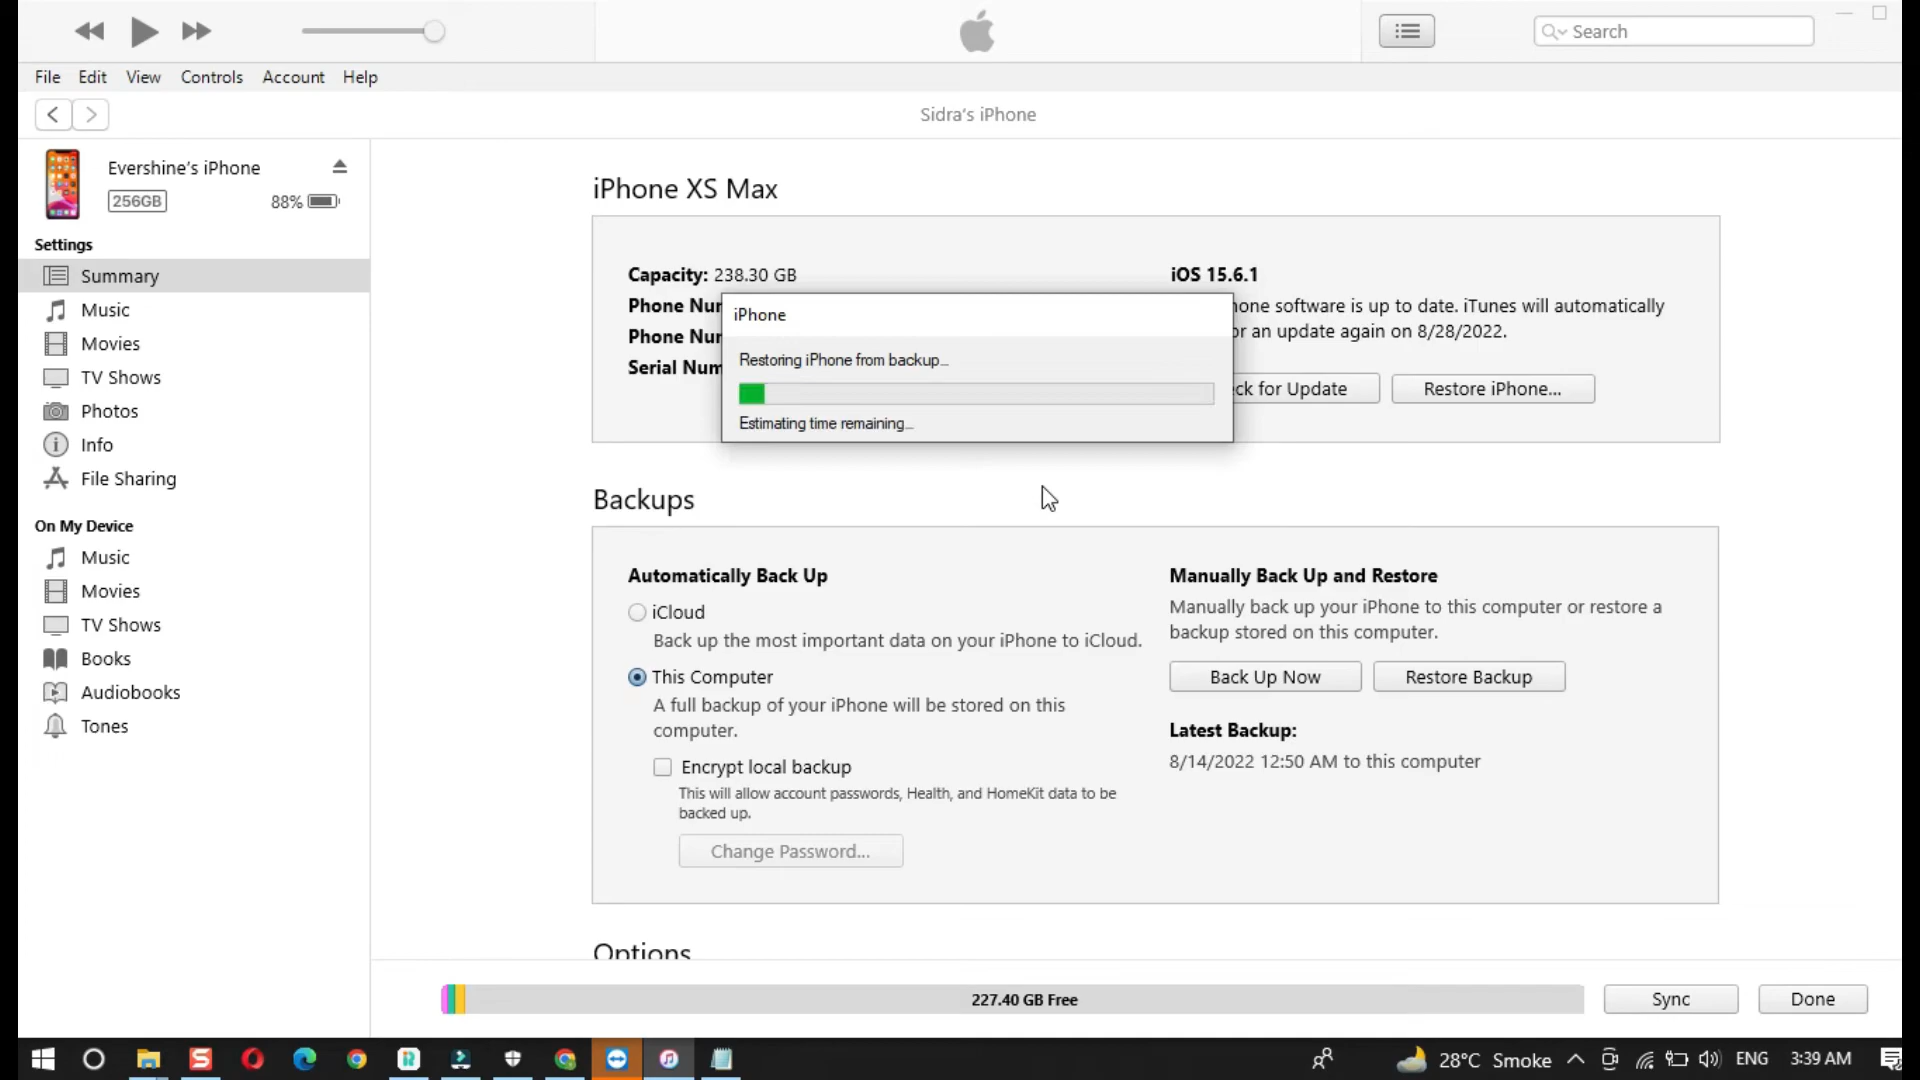 Search
File Edit View Controls Account Help
Sidra's iPhone
Evershine's iPhone
256GB 88%
Settings
Summary
Music
Movies
TV Shows
Photos
Info
File Sharing
On My Device
Music
Movies
TV Shows
Books
Audiobooks
Tones
iPhone XS Max
Capacity: 238.30 GB
Phone Nu
Phone Nu
Serial Num
iOS 15.6.1
hone software is up to date. iTunes will automatically
or an update again on 8/28/2022.
ck for Update Restore iPhone...
iPhone
Restoring iPhone from backup...
Estimating time remaining...
Backups
Automatically Back Up
iCloud
Back up the most important data on your iPhone to iCloud.
This Computer
A full backup of your iPhone will be stored on this
computer.
Encrypt local backup
This will allow account passwords, Health, and HomeKit data to be
backed up.
Change Password...
Manually Back Up and Restore
Manually back up your iPhone to this computer or restore a
backup stored on this computer.
Back Up Now Restore Backup
Latest Backup:
8/14/2022 12:50 AM to this computer
Options
227.40 GB Free Sync Done
28°C Smoke ENG 3:39 AM